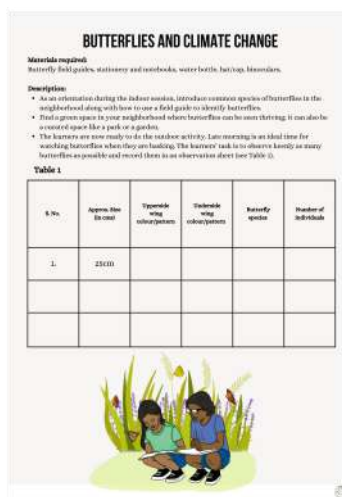 BUTTERFLIES AND CLIMATE CHANGE
Materials required:
Butterfly field guides, stationery and notebooks, water bottle, hat/cap, binoculars.
Description:
• As an orientation during the indoor session, introduce common species of butterflies in the
neighborhood along with how to use a field guide to identify butterflies.
• Find a green space in your neighborhood where butterflies can be seen thriving, it can also be
a curated space like a park or a garden.
• The learners are now ready to do the outdoor activity. Late morning is an ideal time for
watching butterflies when they are basking. The learners' task is to observe keenly as many
butterflies as possible and record them in an observation sheet (see Table 1).
Table 1
S. No.
Approx. Size
(in cms)
Upperside
wing
colour/pattern
Underside
wing
colour/pattern
Butterfly
species
Number of
Individuals
1.
25cm